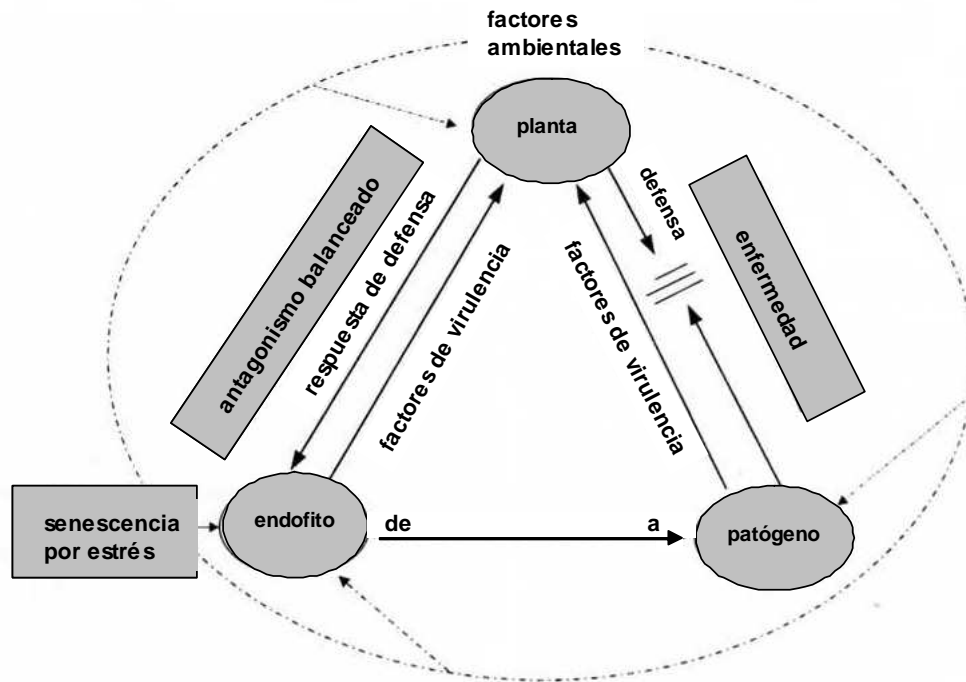 factores
ambientales
planta
antagonismo balanceado
respuesta de defensa
factores de virulencia
factores de virulencia
defensa
enfermedad
senescencia
por estrés
endofito
de
a
patógeno